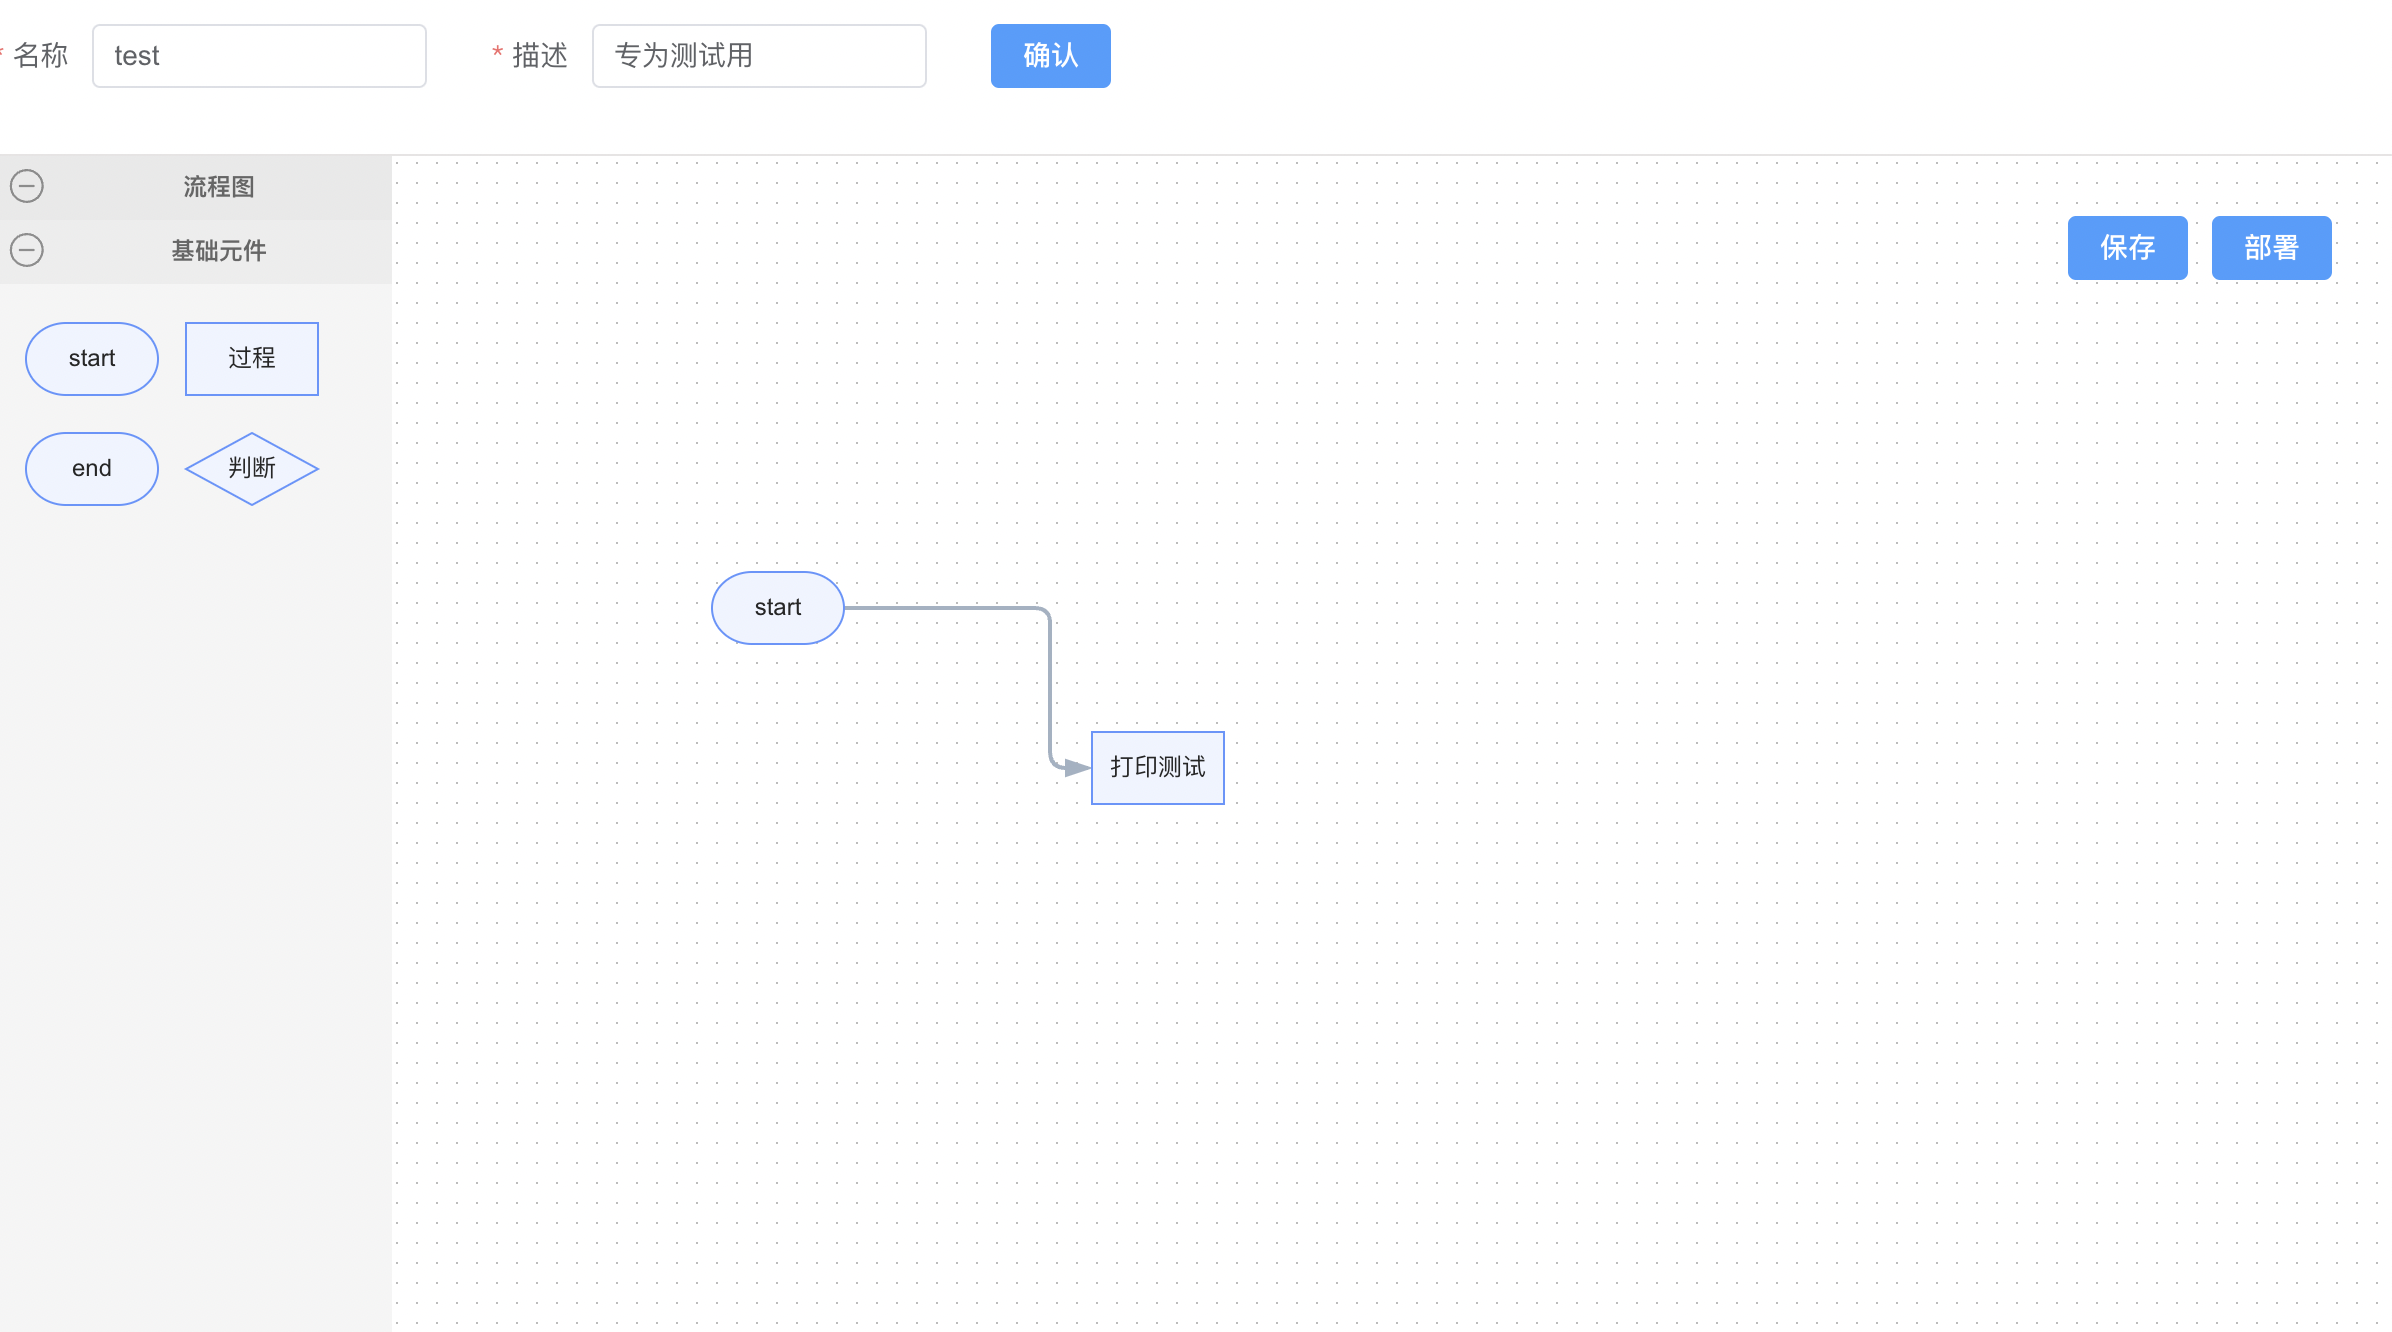 * 名称 test * 描述 专为测试用 确认
流程图
基础元件
保存 部署
start 过程
end 判断
start
打印测试